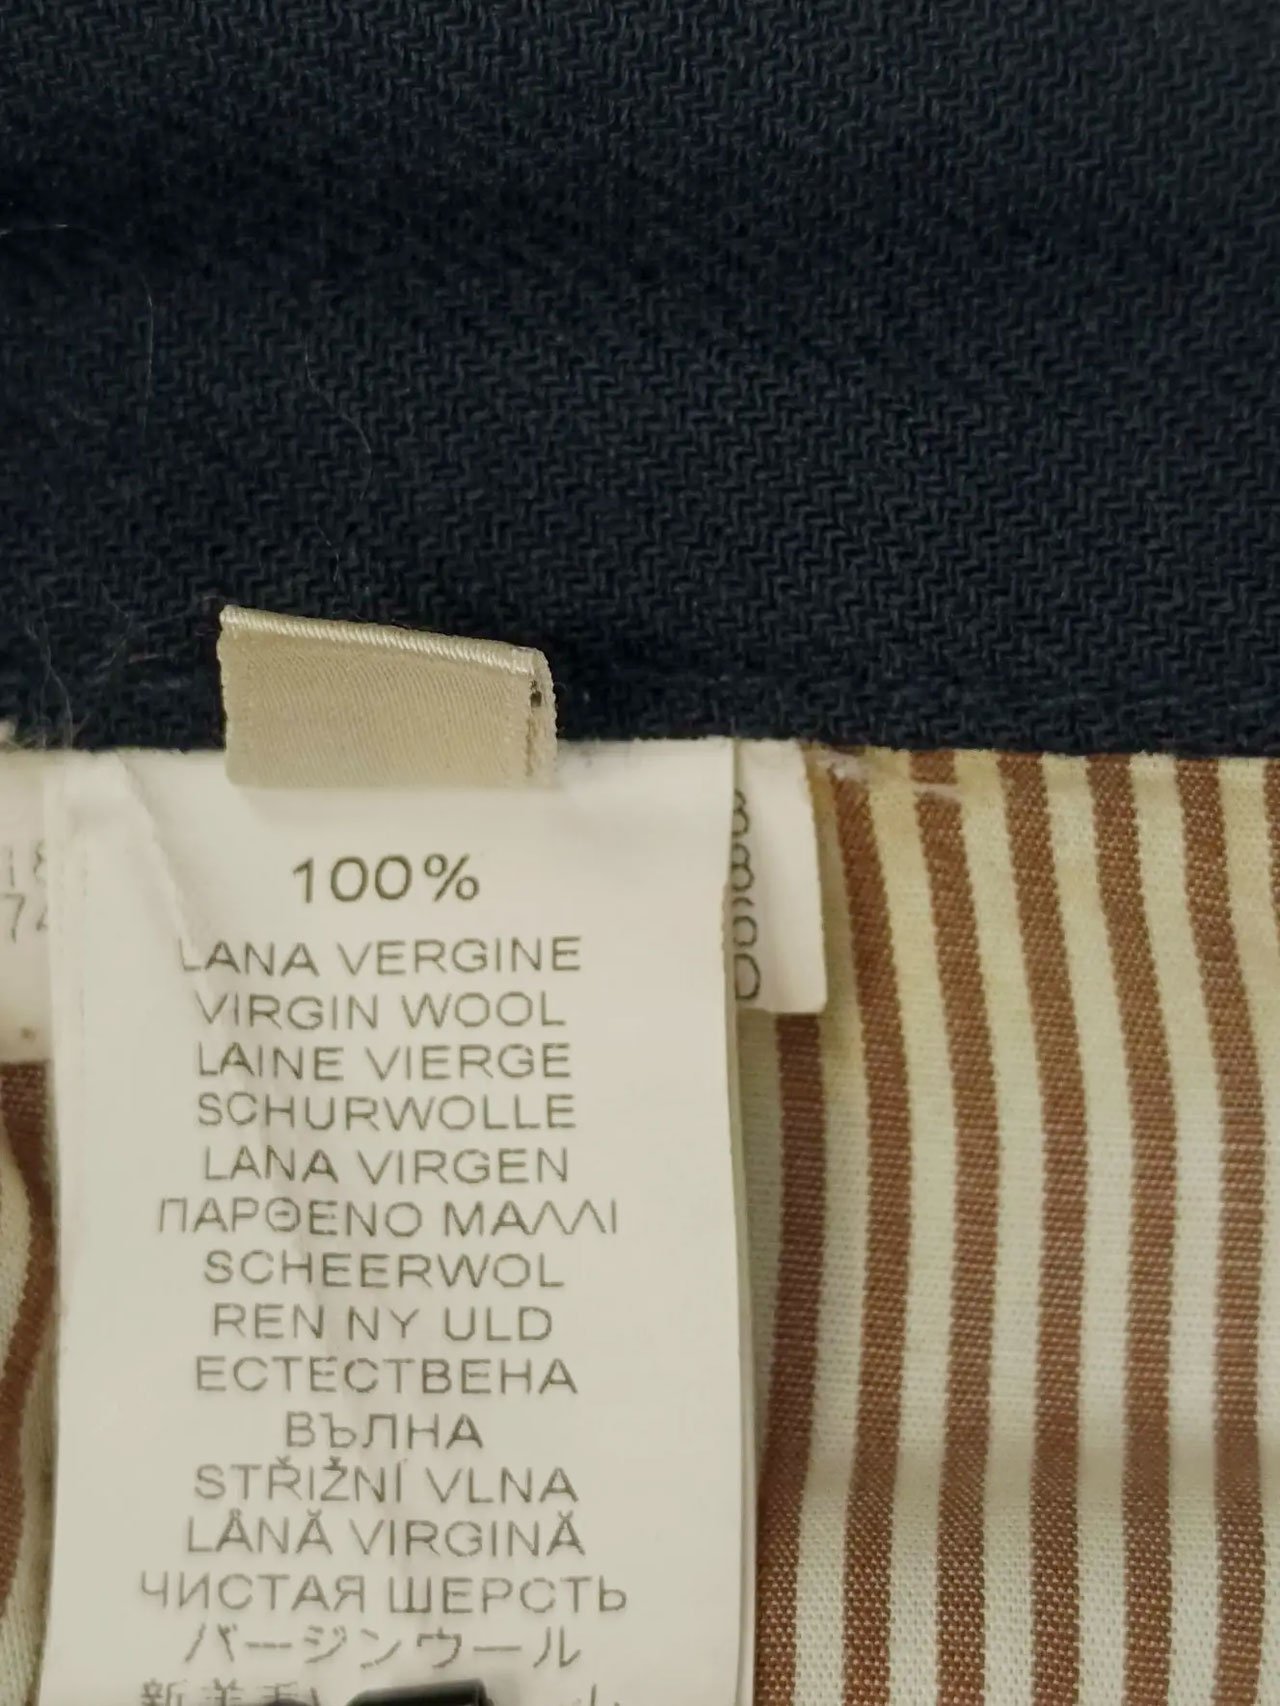 100%
LANA VERGINE
VIRGIN WOOL
LAINE VIERGE
SCHURWOLLE
LANA VIRGEN
ΠΑΡΘΕΝΟ ΜΑΛΛΙ
SCHEERWOL
REN NY ULD
ЕСТЕСТВЕНА
ВЪЛНА
STŘIŽNÍ VLNA
LÂNĂ VIRGINĂ
ЧИСТАЯ ШЕРСТЬ
バージンウール